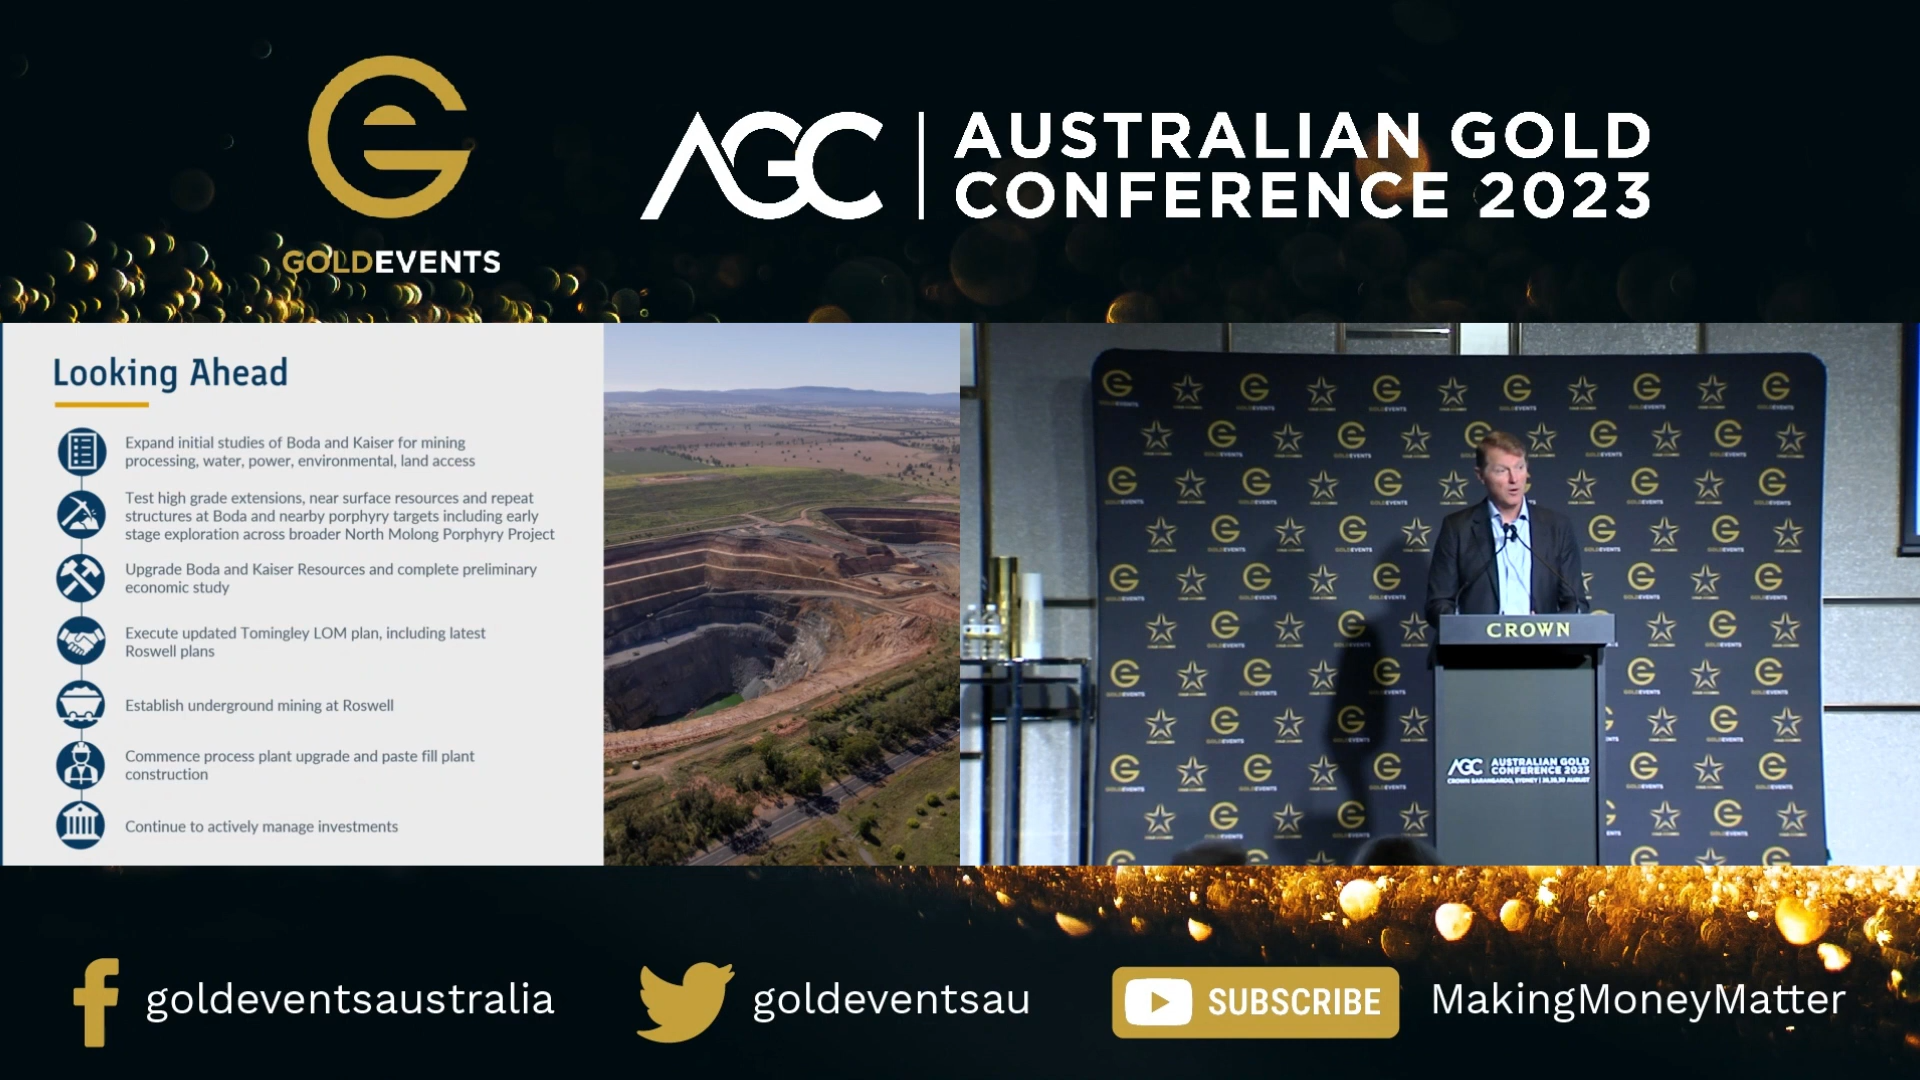 GOLDEVENTS
AGC
AUSTRALIAN GOLD
CONFERENCE 2023
Looking Ahead
Expand initial studies of Boda and Kaiser for mining
processing, water, power, environmental, land access
Test high grade extensions, near surface resources and repeat
structures at Boda and nearby porphyry targets including early
stage exploration across broader North Molong Porphyry Project
Upgrade Boda and Kaiser Resources and complete preliminary
economic study
Execute updated Tomingley LOM plan, including latest
Roswell plans
Establish underground mining at Roswell
Commence process plant upgrade and paste fill plant
construction
Continue to actively manage investments
CROWN
AGC
AUSTRALIAN GOLD
CONFERENCE 2023
goldeventsaustralia
goldeventsau
SUBSCRIBE
MakingMoneyMatter